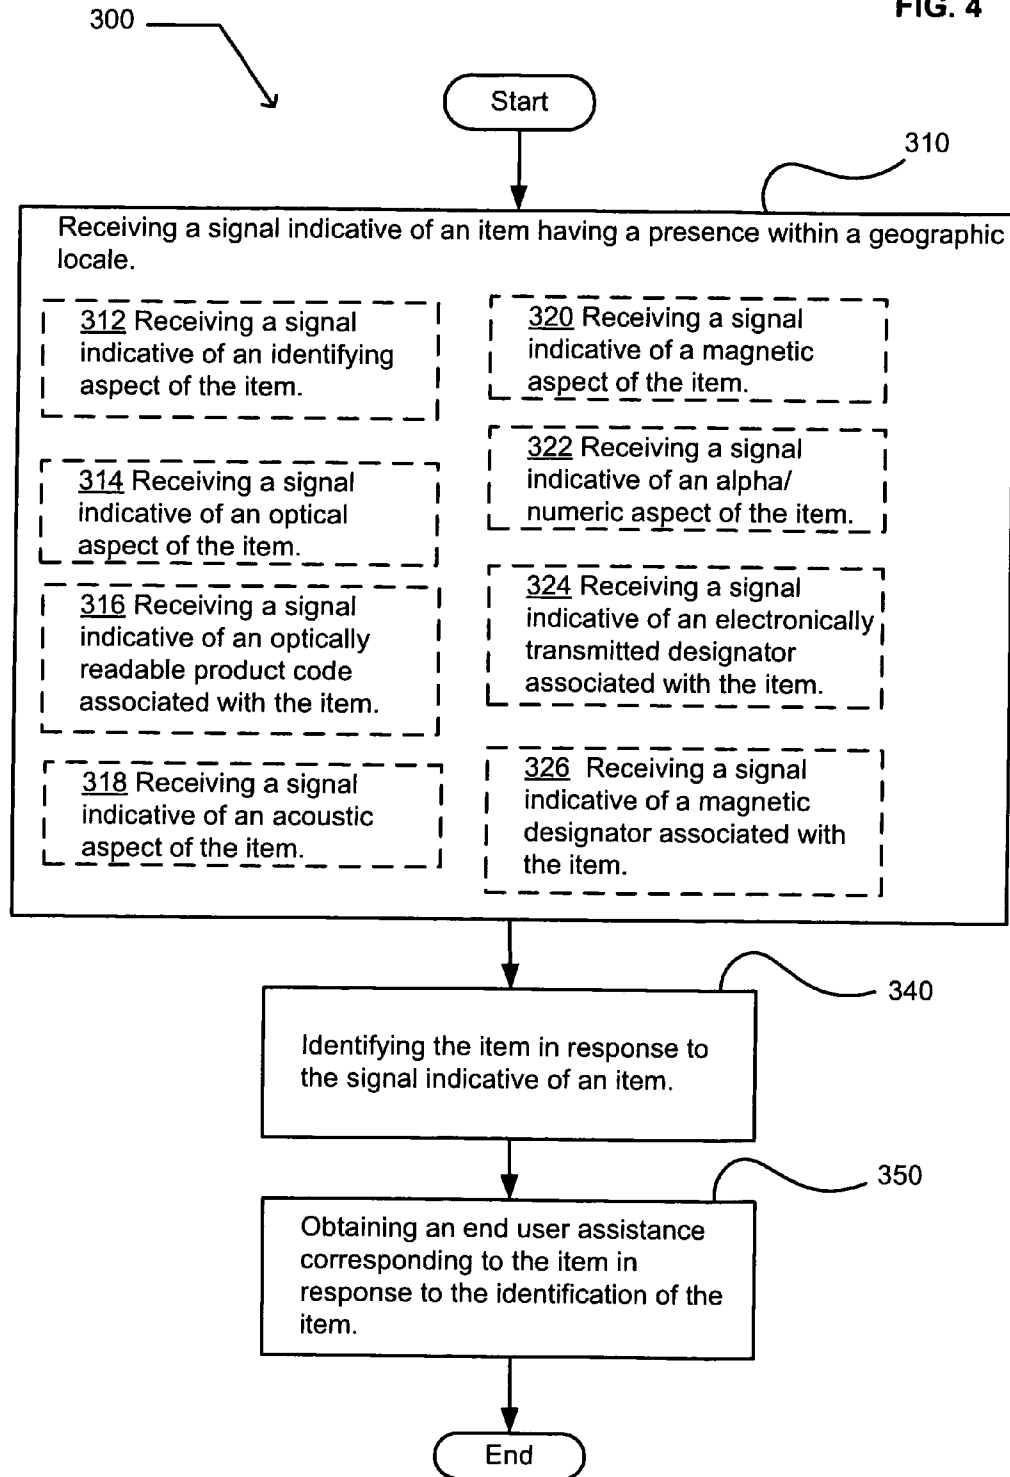 FIG. 4
300
Start
310
Receiving a signal indicative of an item having a presence within a geographic
locale.
312 Receiving a signal
indicative of an identifying
aspect of the item.
314 Receiving a signal
indicative of an optical
aspect of the item.
316 Receiving a signal
indicative of an optically
readable product code
associated with the item.
318 Receiving a signal
indicative of an acoustic
aspect of the item.
320 Receiving a signal
indicative of a magnetic
aspect of the item.
322 Receiving a signal
indicative of an alpha/
numeric aspect of the item.
324 Receiving a signal
indicative of an electronically
transmitted designator
associated with the item.
326 Receiving a signal
indicative of a magnetic
designator associated with
the item.
340
Identifying the item in response to
the signal indicative of an item.
350
Obtaining an end user assistance
corresponding to the item in
response to the identification of the
item.
End